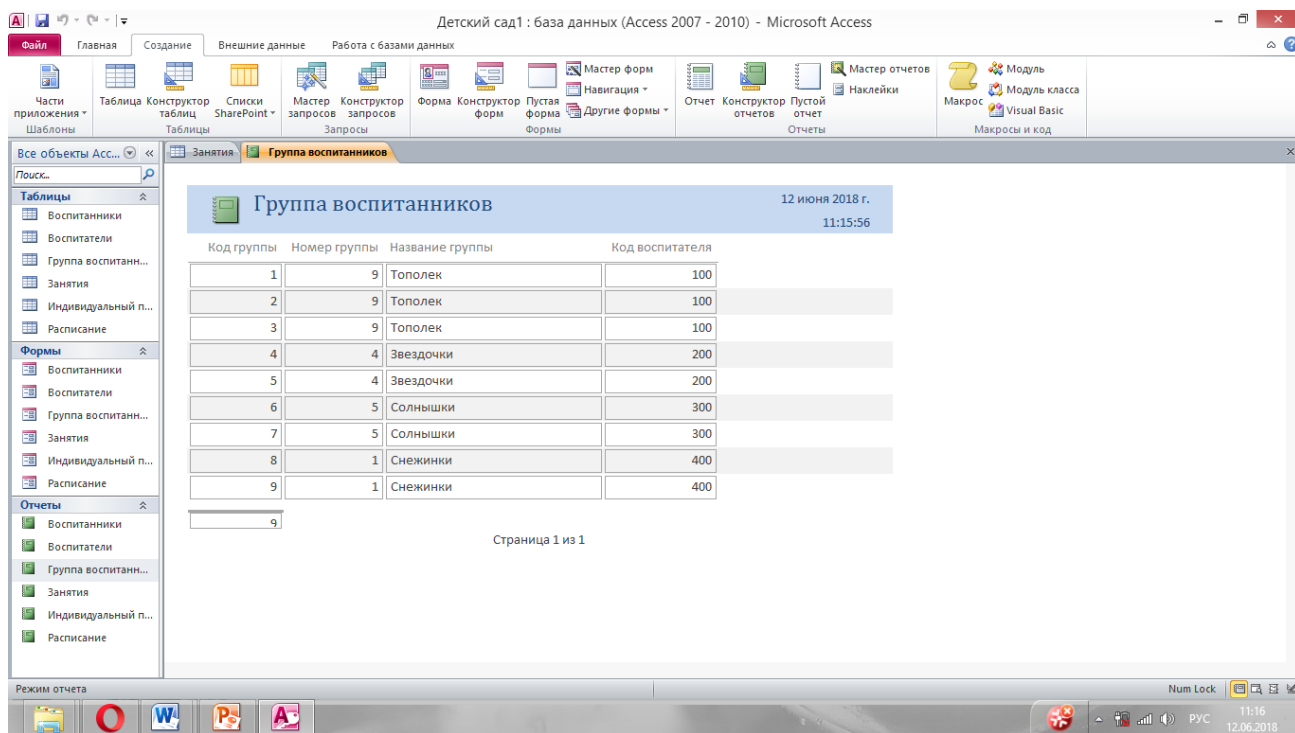 Детский сад1 : база данных (Access 2007 - 2010) - Microsoft Access
Файл Главная Создание Внешние данные Работа с базами данных
Части приложения
Таблица
Конструктор таблиц
Списки SharePoint
Мастер запросов
Конструктор запросов
Форма
Конструктор форм
Пустая форма
Мастер форм
Навигация
Другие формы
Отчет
Конструктор отчетов
Пустой отчет
Мастер отчетов
Наклейки
Макрос
Модуль
Модуль класса
Visual Basic
Шаблоны Таблицы Запросы Формы Отчеты Макросы и код
Все объекты Acc... «
Поиск...
Таблицы
Воспитанники
Воспитатели
Группа воспитанн...
Занятия
Индивидуальный п...
Расписание
Формы
Воспитанники
Воспитатели
Группа воспитанн...
Занятия
Индивидуальный п...
Расписание
Отчеты
Воспитанники
Воспитатели
Группа воспитанн...
Занятия
Индивидуальный п...
Расписание
Занятия Группа воспитанников
Группа воспитанников
12 июня 2018 г.
11:15:56
Код группы Номер группы Название группы Код воспитателя
1 9 Тополек 100
2 9 Тополек 100
3 9 Тополек 100
4 4 Звездочки 200
5 4 Звездочки 200
6 5 Солнышки 300
7 5 Солнышки 300
8 1 Снежинки 400
9 1 Снежинки 400
9
Страница 1 из 1
Режим отчета Num Lock
РУС 11:16
12.06.2018